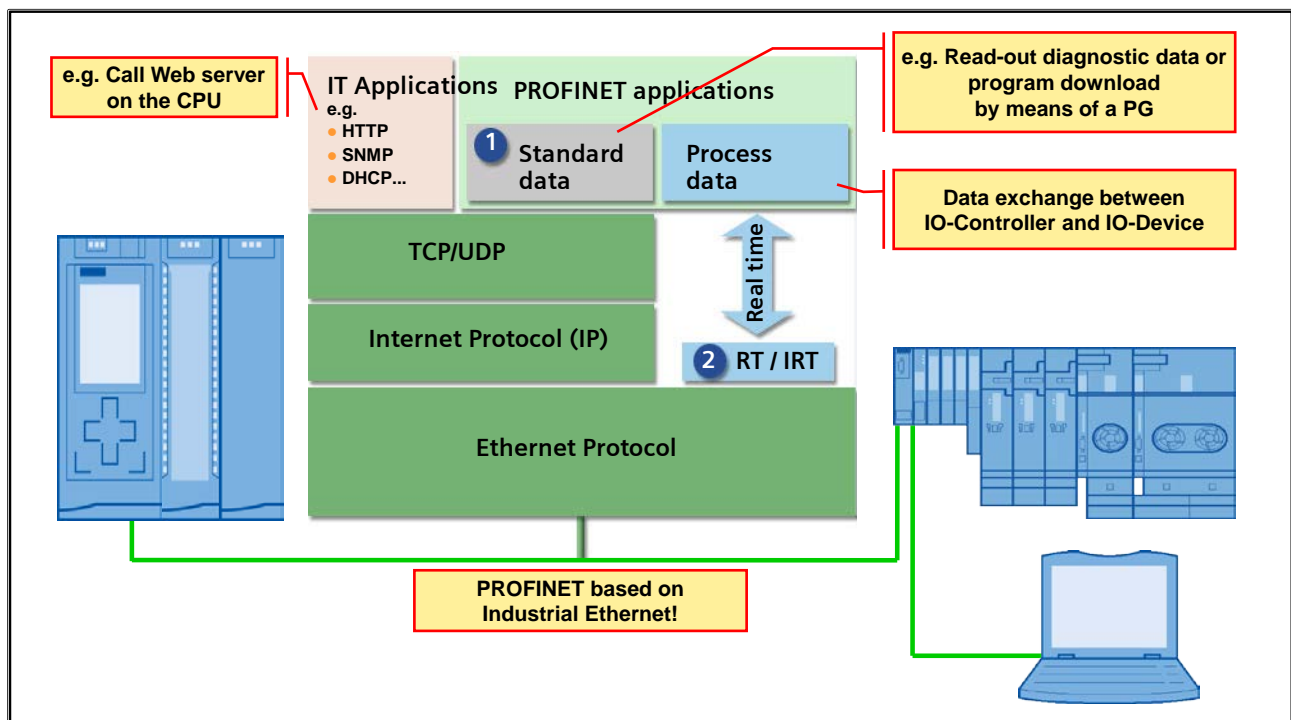 e.g. Call Web server
on the CPU
IT Applications
e.g.
HTTP
SNMP
DHCP...
PROFINET applications
1
Standard
data
Process
data
e.g. Read-out diagnostic data or
program download
by means of a PG
Data exchange between
IO-Controller and IO-Device
TCP/UDP
Real time
Internet Protocol (IP)
2 RT / IRT
Ethernet Protocol
PROFINET based on
Industrial Ethernet!